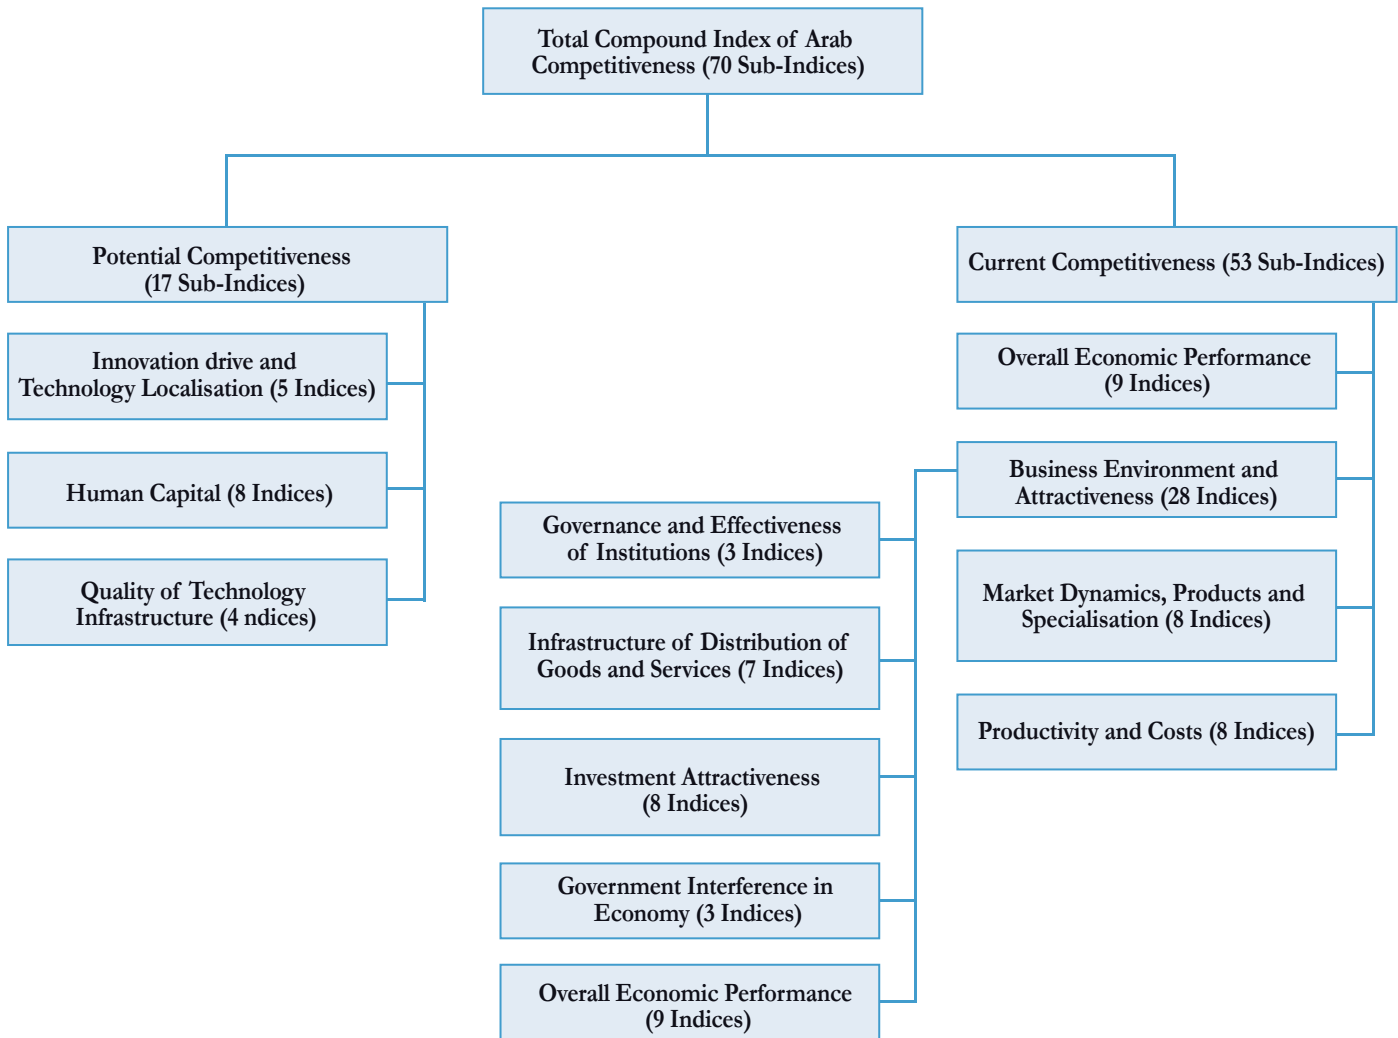 Total Compound Index of Arab
Competitiveness (70 Sub-Indices)
Potential Competitiveness
(17 Sub-Indices)
Innovation drive and
Technology Localisation (5 Indices)
Human Capital (8 Indices)
Quality of Technology
Infrastructure (4 ndices)
Current Competitiveness (53 Sub-Indices)
Overall Economic Performance
(9 Indices)
Business Environment and
Attractiveness (28 Indices)
Governance and Effectiveness
of Institutions (3 Indices)
Infrastructure of Distribution of
Goods and Services (7 Indices)
Investment Attractiveness
(8 Indices)
Government Interference in
Economy (3 Indices)
Overall Economic Performance
(9 Indices)
Market Dynamics, Products and
Specialisation (8 Indices)
Productivity and Costs (8 Indices)